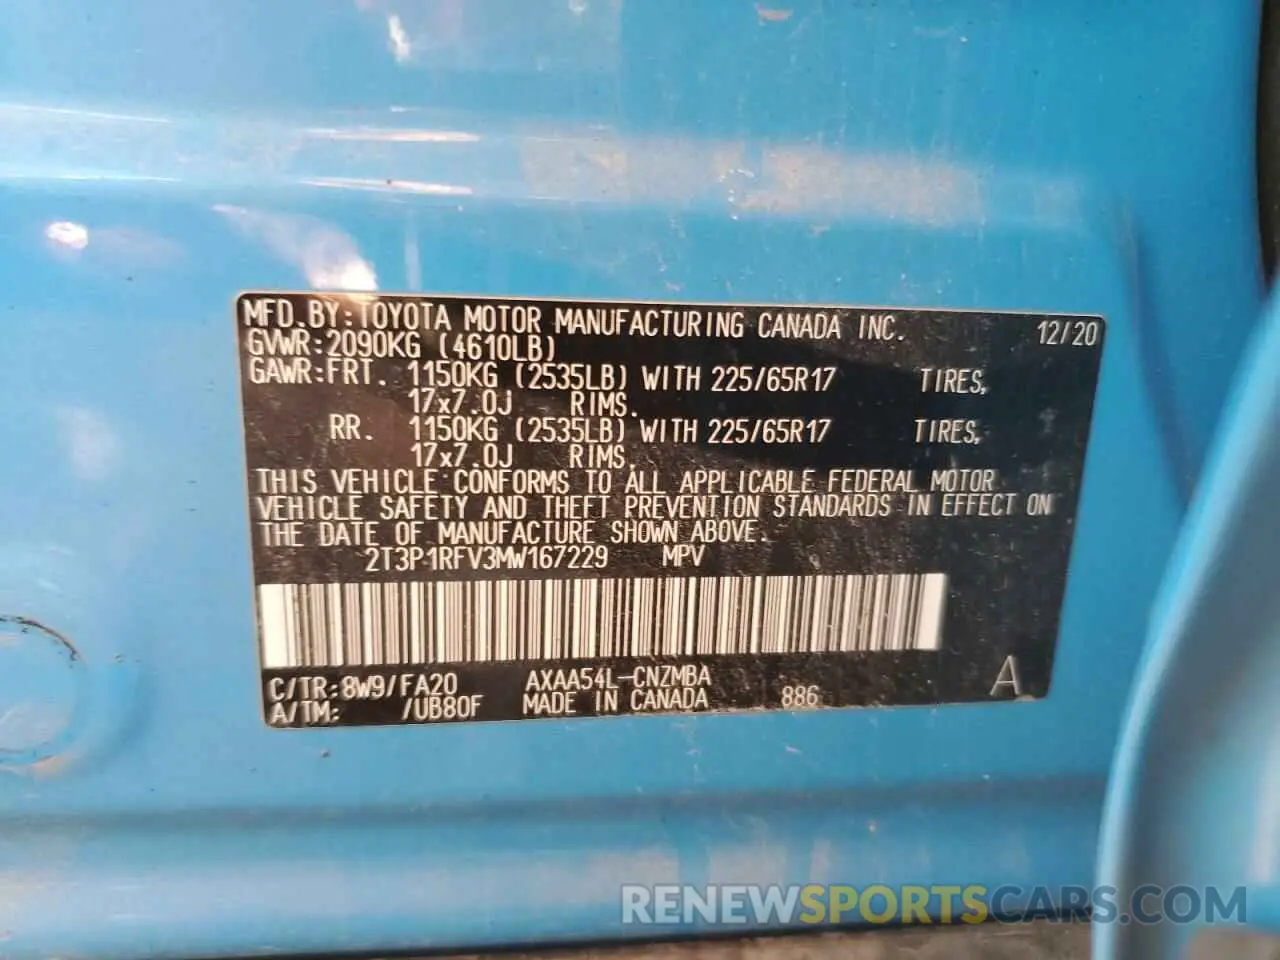 MFD.BY:TOYOTA MOTOR MANUFACTURING CANADA INC. 12/20
GVWR:2090KG (4610LB)
GAWR:FRT. 1150KG (2535LB) WITH 225/65R17 TIRES,
17x7.0J RIMS.
RR. 1150KG (2535LB) WITH 225/65R17 TIRES,
17x7.0J RIMS.
THIS VEHICLE CONFORMS TO ALL APPLICABLE FEDERAL MOTOR
VEHICLE SAFETY AND THEFT PREVENTION STANDARDS IN EFFECT ON
THE DATE OF MANUFACTURE SHOWN ABOVE.
2T3P1RFV3MW167229 MPV
C/TR:8W9/FA20 AXAA54L-CNZMBA
A/TM: /UB80F MADE IN CANADA 886 A
RENEWSPORTSCARS.COM